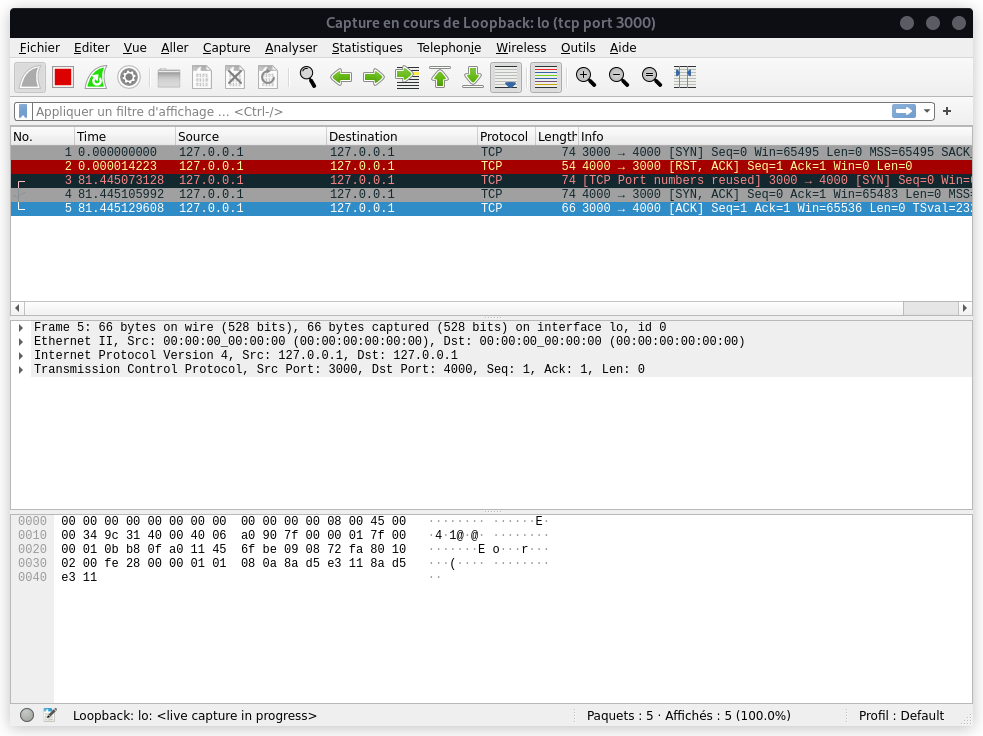 Capture en cours de Loopback: lo (tcp port 3000)
Fichier Editer Vue Aller Capture Analyser Statistiques Telephonie Wireless Outils Aide
Appliquer un filtre d'affichage ... <Ctrl-/>
No. Time Source Destination Protocol Length Info
1 0.000000000 127.0.0.1 127.0.0.1 TCP 74 3000 → 4000 [SYN] Seq=0 Win=65495 Len=0 MSS=65495 SACK_
2 0.000014223 127.0.0.1 127.0.0.1 TCP 54 4000 → 3000 [RST, ACK] Seq=1 Ack=1 Win=0 Len=0
3 81.445073128 127.0.0.1 127.0.0.1 TCP 74 [TCP Port numbers reused] 3000 → 4000 [SYN] Seq=0 Win=
4 81.445105992 127.0.0.1 127.0.0.1 TCP 74 4000 → 3000 [SYN, ACK] Seq=0 Ack=1 Win=65483 Len=0 MSS=
5 81.445129608 127.0.0.1 127.0.0.1 TCP 66 3000 → 4000 [ACK] Seq=1 Ack=1 Win=65536 Len=0 TSval=232
Frame 5: 66 bytes on wire (528 bits), 66 bytes captured (528 bits) on interface lo, id 0
Ethernet II, Src: 00:00:00_00:00:00 (00:00:00:00:00:00), Dst: 00:00:00_00:00:00 (00:00:00:00:00:00)
Internet Protocol Version 4, Src: 127.0.0.1, Dst: 127.0.0.1
Transmission Control Protocol, Src Port: 3000, Dst Port: 4000, Seq: 1, Ack: 1, Len: 0
0000 00 00 00 00 00 00 00 00 00 00 00 00 08 00 45 00 ········ ······E·
0010 00 34 9c 31 40 00 40 06 a0 90 7f 00 00 01 7f 00 ·4·1@·@· ········
0020 00 01 0b b8 0f a0 11 45 6f be 09 08 72 fa 80 10 ·······E o···r···
0030 02 00 fe 28 00 00 01 01 08 0a 8a d5 e3 11 8a d5 ···(···· ········
0040 e3 11 ··
Loopback: lo: <live capture in progress> Paquets : 5 · Affichés : 5 (100.0%) Profil : Default